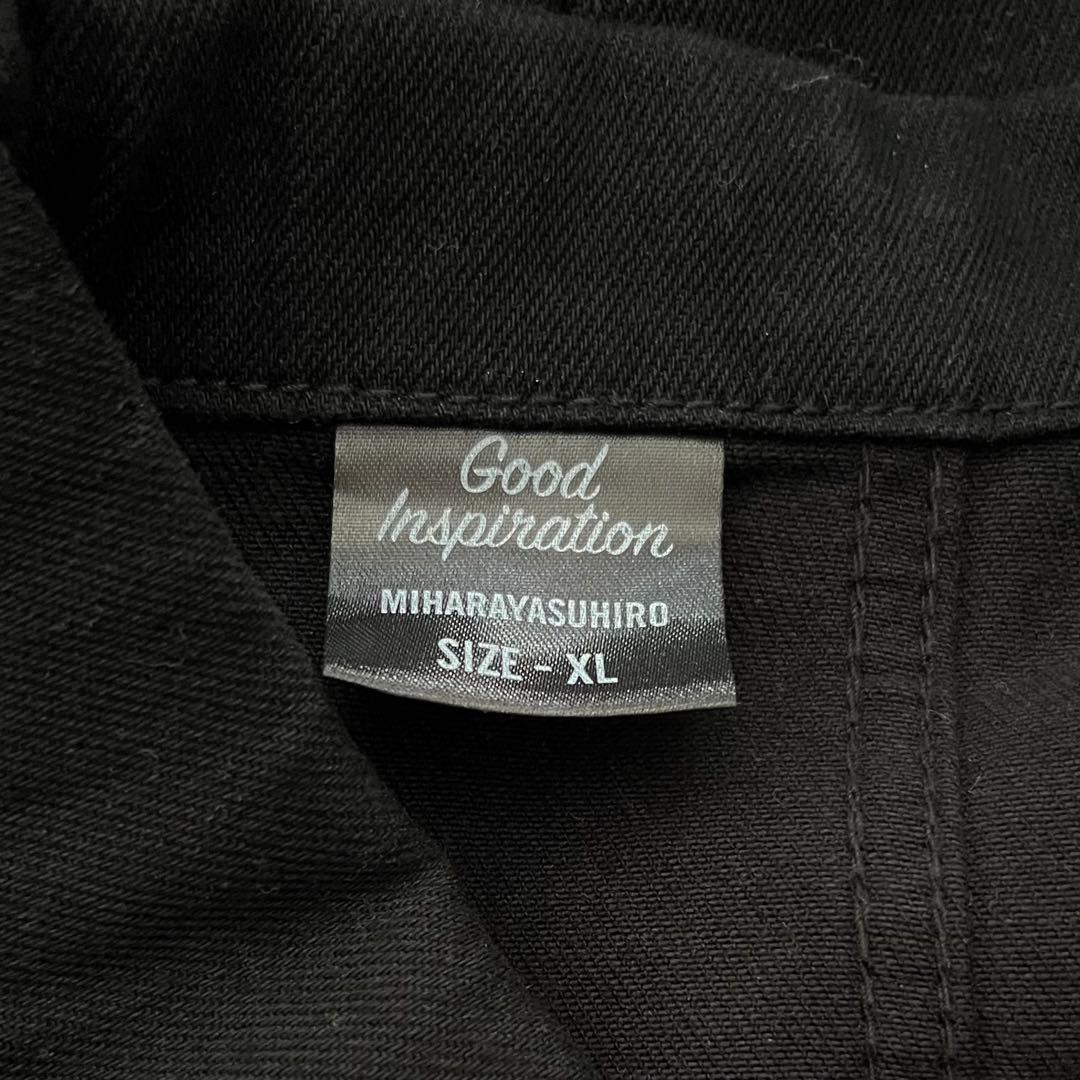 Good
Inspiration
MIHARAYASUHIRO
SIZE - XL